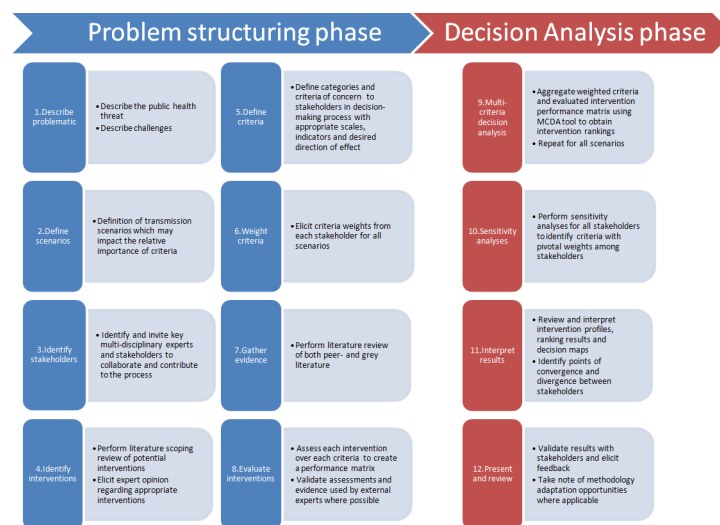 Problem structuring phase
Decision Analysis phase
1.Describe
problematic
• Describe the public health
threat
• Describe challenges
2.Define
scenarios
• Definition of transmission
scenarios which may
impact the relative
importance of criteria
3.Identify
stakeholders
• Identify and invite key
multi-disciplinary experts
and stakeholders to
collaborate and contribute
to the process
4.Identify
interventions
• Perform literature scoping
review of potential
interventions
• Elicit expert opinion
regarding appropriate
interventions
5.Define
criteria
• Define categories and
criteria of concern to
stakeholders in decision-
making process with
appropriate scales,
indicators and desired
direction of effect
6.Weight
criteria
• Elicit criteria weights from
each stakeholder for all
scenarios
7.Gather
evidence
• Perform literature review
of both peer- and grey
literature
8.Evaluate
interventions
• Assess each intervention
over each criteria to create
a performance matrix
• Validate assessments and
evidence used by external
experts where possible
9.Multi-
criteria
decision
analysis
• Aggregate weighted criteria
and evaluated intervention
performance matrix using
MCDA tool to obtain
intervention rankings
• Repeat for all scenarios
10.Sensitivity
analyses
• Perform sensitivity
analyses for all stakeholders
to identify criteria with
pivotal weights among
stakeholders
11.Interpret
results
• Review and interpret
intervention profiles,
ranking results and
decision maps
• Identify points of
convergence and
divergence between
stakeholders
12.Present
and review
• Validate results with
stakeholders and elicit
feedback
• Take note of methodology
adaptation opportunities
where applicable